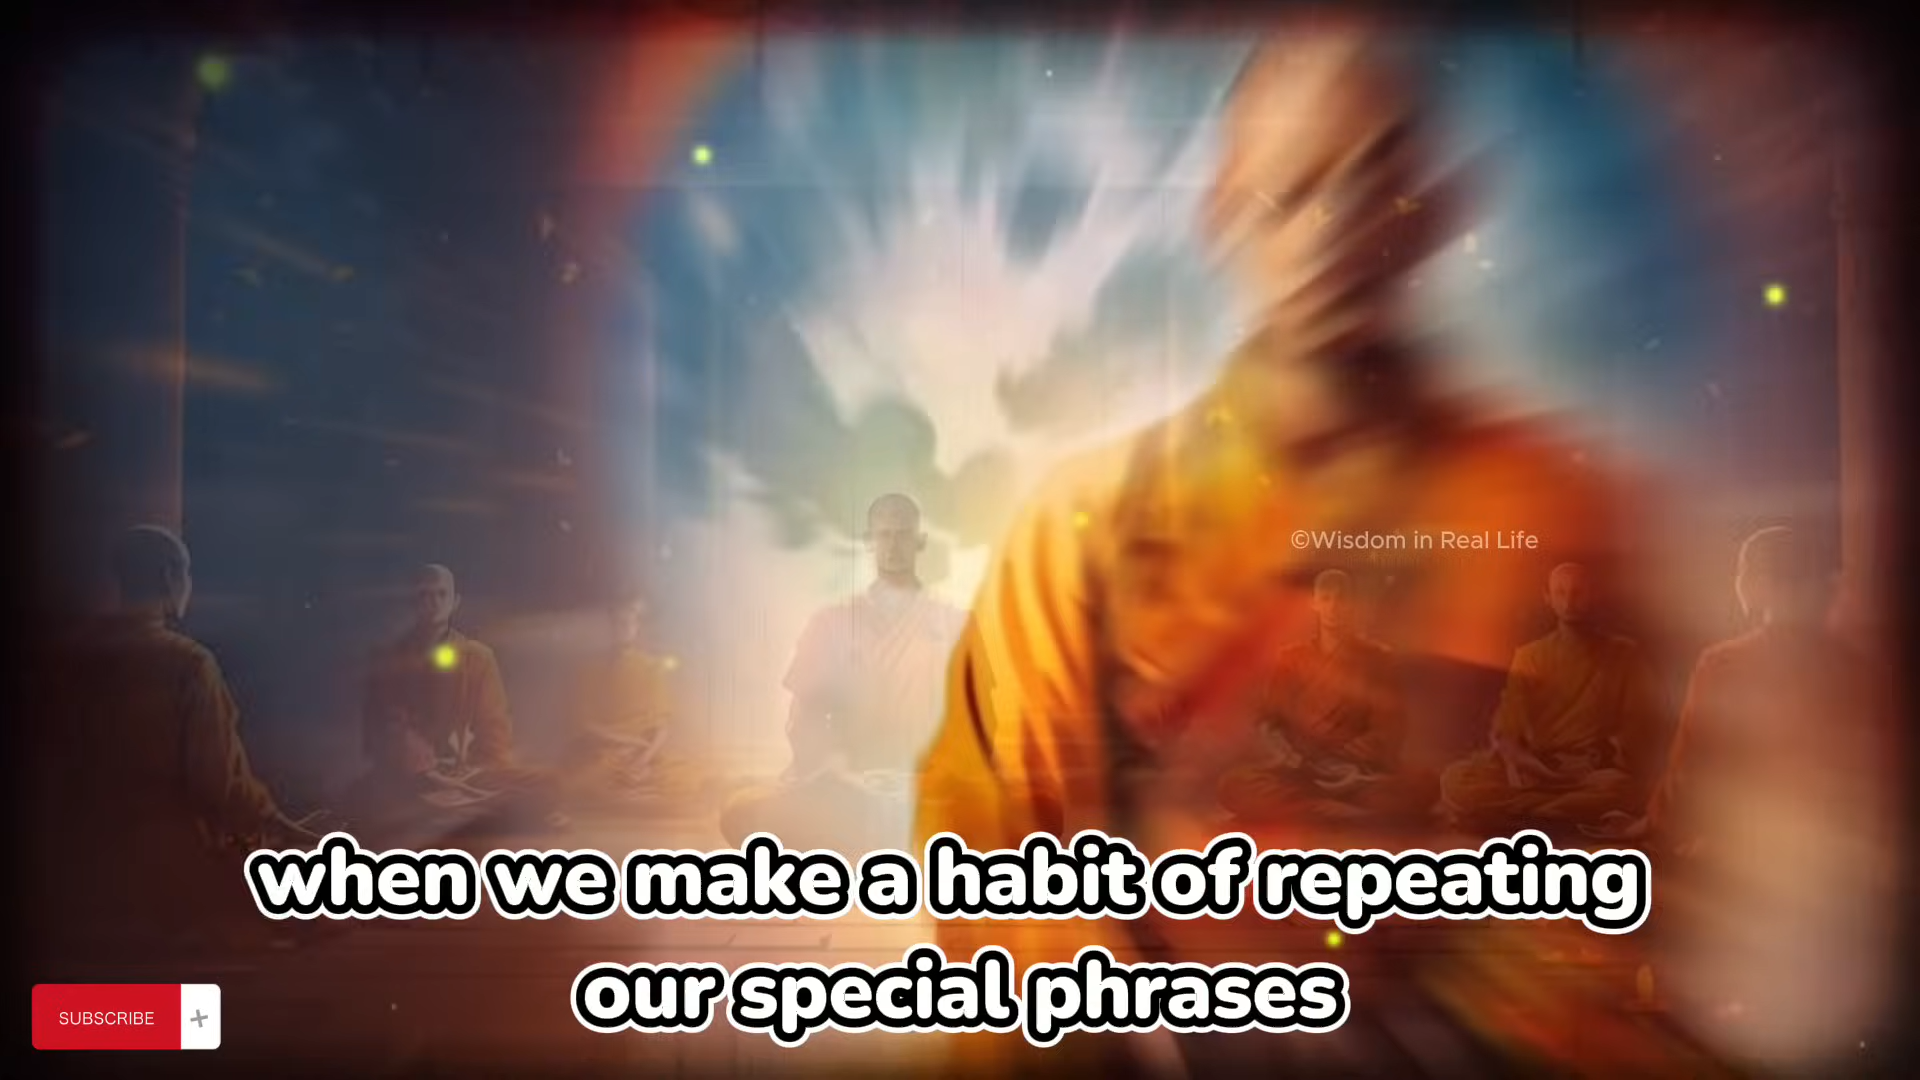 ©Wisdom in Real Life
when we make a habit of repeating
our special phrases
SUBSCRIBE +